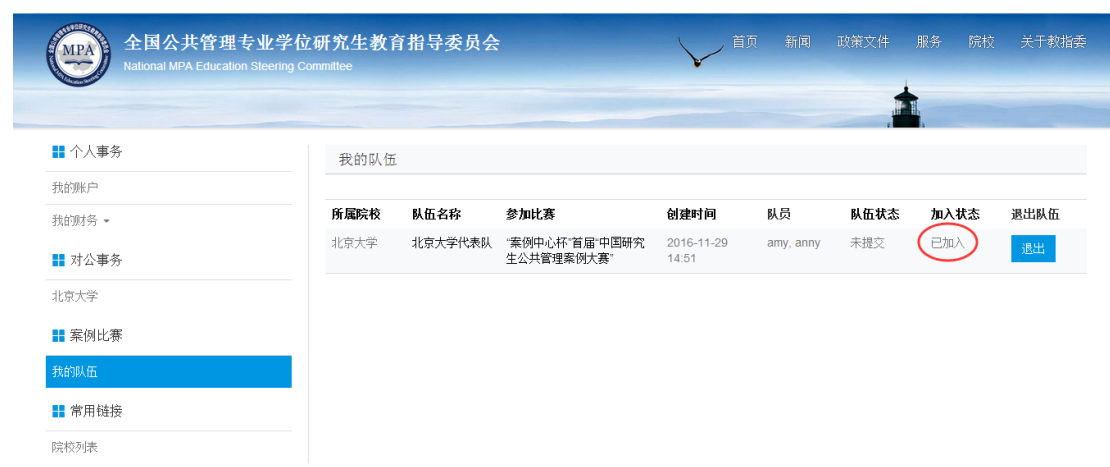 MPA
全国公共管理专业学位研究生教育指导委员会
National MPA Education Steering Committee
首页 新闻 政策文件 服务 院校 关于教指委
个人事务
我的账户
我的财务
对公事务
北京大学
案例比赛
我的队伍
常用链接
院校列表
我的队伍
所属院校 队伍名称 参加比赛 创建时间 队员 队伍状态 加入状态 退出队伍
北京大学 北京大学代表队 “案例中心杯”首届“中国研究 2016-11-29 amy, anny 未提交 已加入 退出
生公共管理案例大赛” 14:51